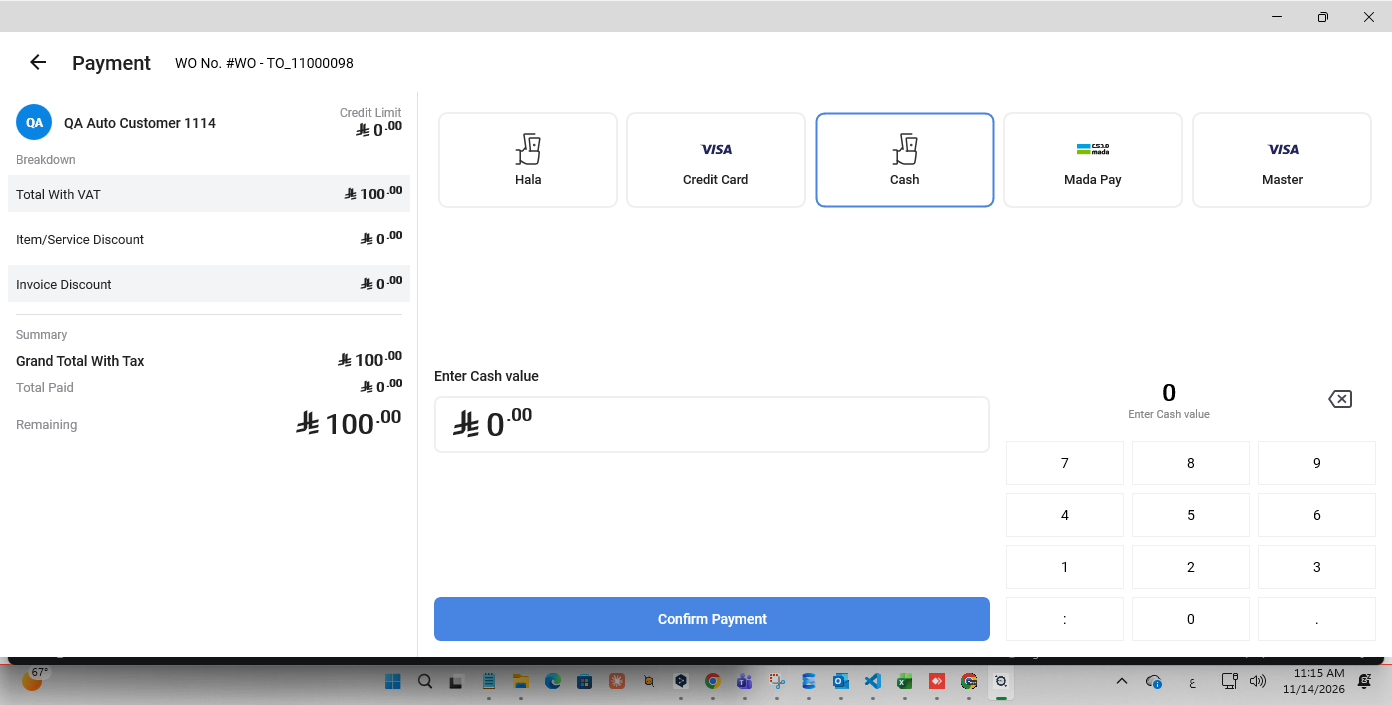 Payment WO No. #WO - TO_11000098
QA QA Auto Customer 1114
Credit Limit
0.00
Breakdown
Total With VAT 100.00
Item/Service Discount 0.00
Invoice Discount 0.00
Summary
Grand Total With Tax 100.00
Total Paid 0.00
Remaining 100.00
Hala
VISA
Credit Card
Cash
مدى
mada
Mada Pay
VISA
Master
Enter Cash value
0.00
Confirm Payment
0
Enter Cash value
7 8 9
4 5 6
1 2 3
: 0 .
67°
ع
11:15 AM
11/14/2026